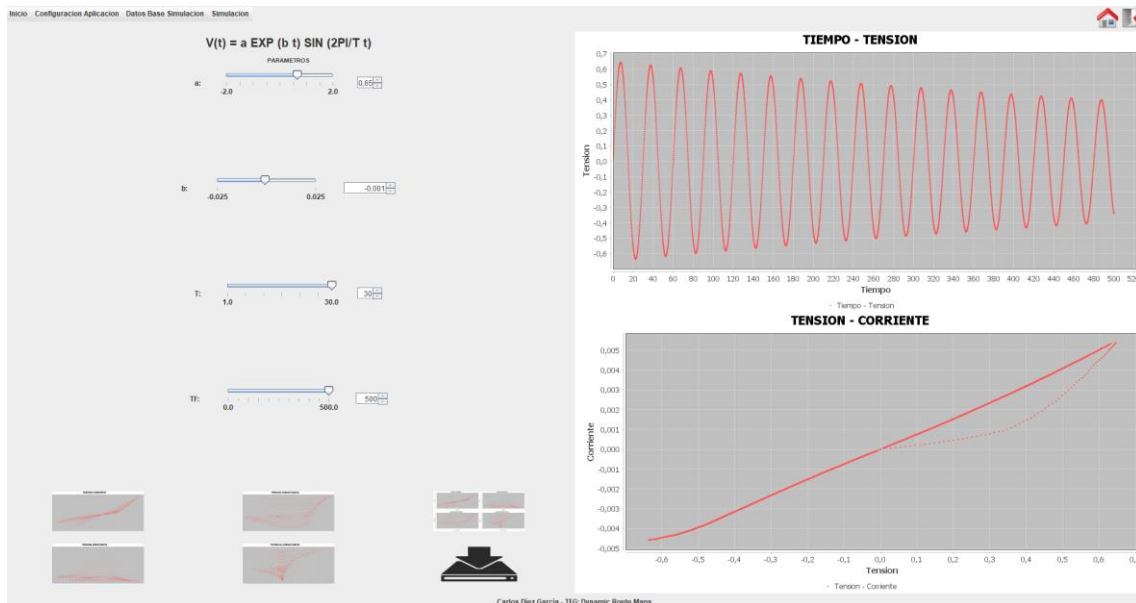 Inicio Configuracion Aplicacion Datos Base Simulacion Simulacion
V(t) = a EXP (b t) SIN (2PI/T t)
PARAMETROS
a:
0,65
-2.0 2.0
b:
-0,001
-0.025 0.025
T:
30
1.0 30.0
TF:
500
0.0 500.0
TIEMPO - TENSION
Tension
0,7
0,6
0,5
0,4
0,3
0,2
0,1
0,0
-0,1
-0,2
-0,3
-0,4
-0,5
-0,6
0 20 40 60 80 100 120 140 160 180 200 220 240 260 280 300 320 340 360 380 400 420 440 460 480 500 520
Tiempo
Tiempo - Tension
TENSION - CORRIENTE
Corriente
0,005
0,004
0,003
0,002
0,001
0,000
-0,001
-0,002
-0,003
-0,004
-0,005
-0,6 -0,5 -0,4 -0,3 -0,2 -0,1 0,0 0,1 0,2 0,3 0,4 0,5 0,6
Tension
Tension - Corriente
Carlos Diez Garcia - TFG: Dynamic Route Maps